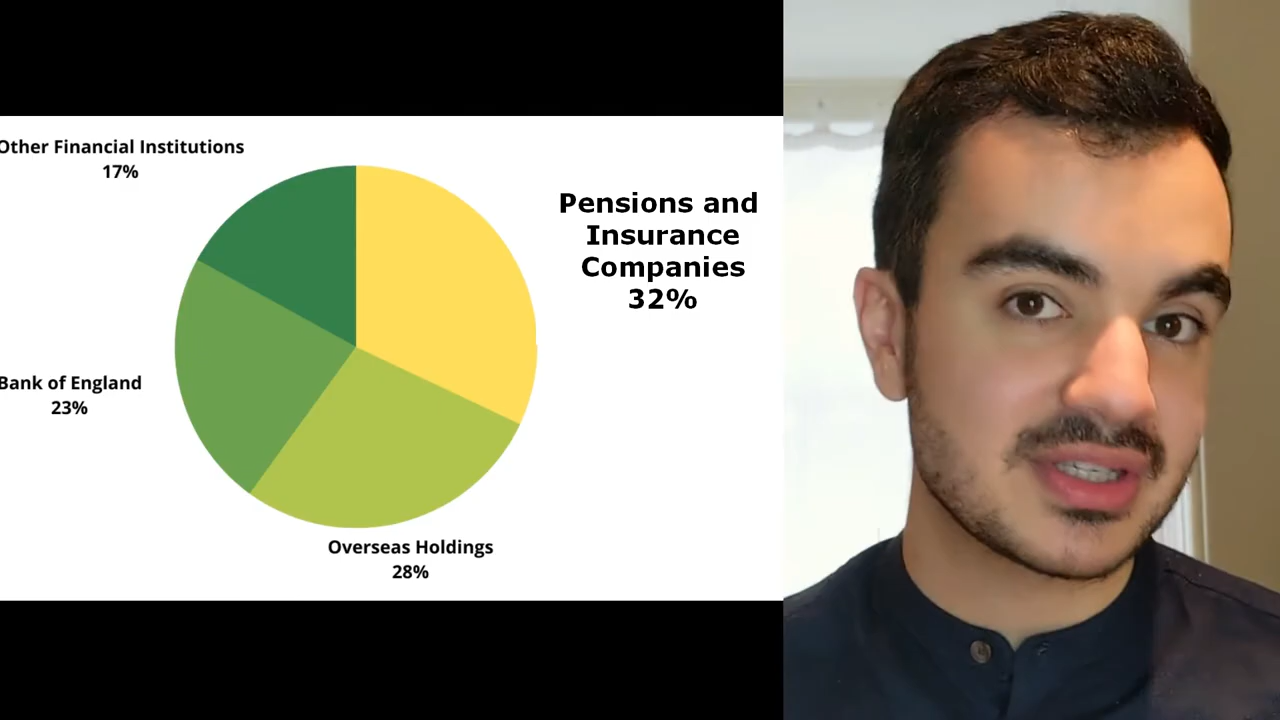 Other Financial Institutions
17%
Pensions and
Insurance
Companies
32%
Bank of England
23%
Overseas Holdings
28%